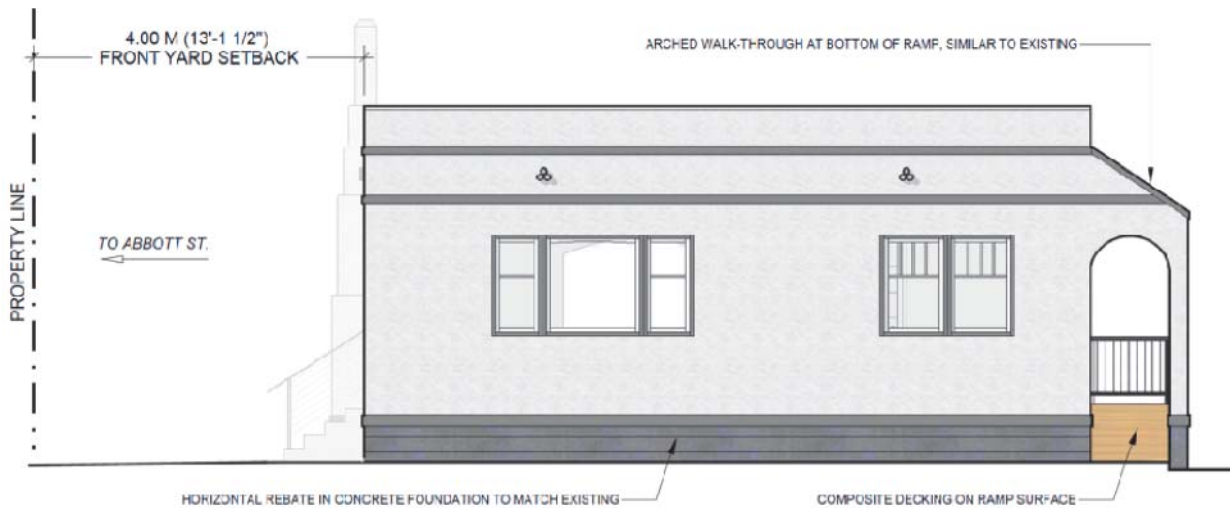 4.00 M (13'-1 1/2")
FRONT YARD SETBACK
ARCHED WALK-THROUGH AT BOTTOM OF RAMP, SIMILAR TO EXISTING
PROPERTY LINE
TO ABBOTT ST.
HORIZONTAL REBATE IN CONCRETE FOUNDATION TO MATCH EXISTING
COMPOSITE DECKING ON RAMP SURFACE